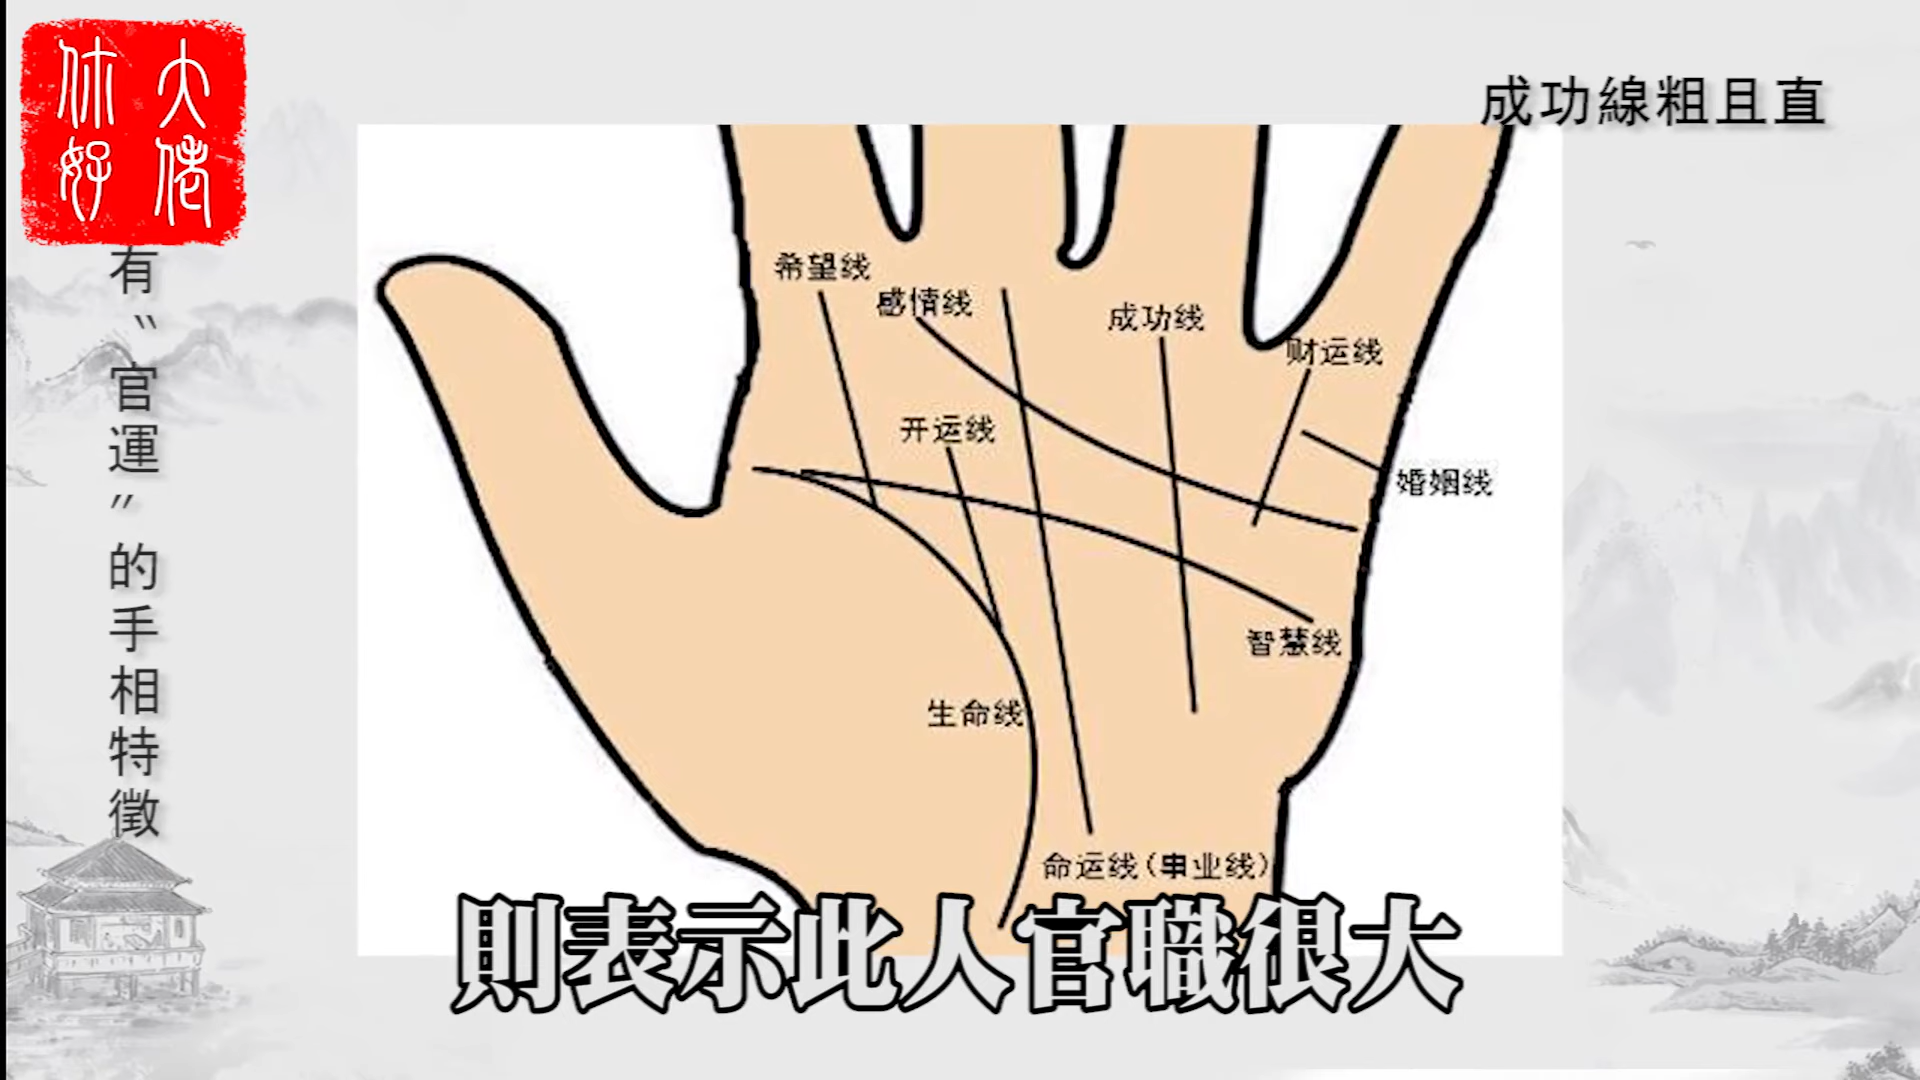 大佬
你好
成功線粗且直
有“官運”的手相特徵
希望线
感情线
成功线
财运线
开运线
婚姻线
智慧线
生命线
命运线(事业线)
則表示此人官職很大